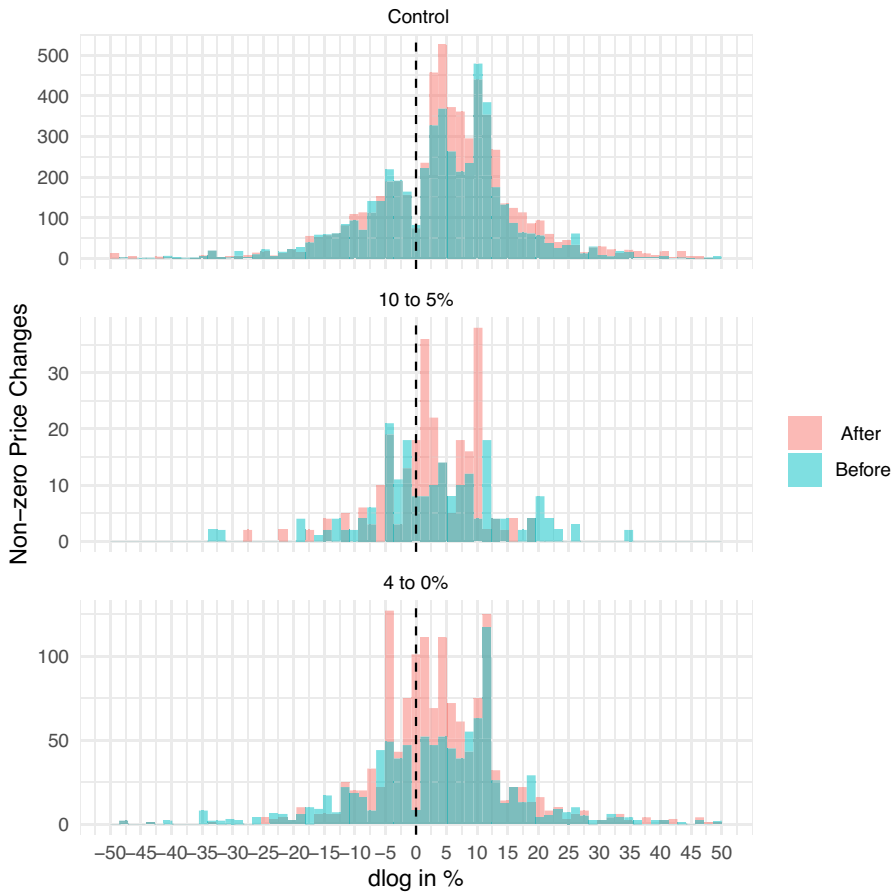 Control
500
400
300
200
100
0
10 to 5%
30
20
10
0
4 to 0%
100
50
0
−50 −45 −40 −35 −30 −25 −20 −15 −10 −5 0 5 10 15 20 25 30 35 40 45 50
dlog in %
Non−zero Price Changes
After
Before